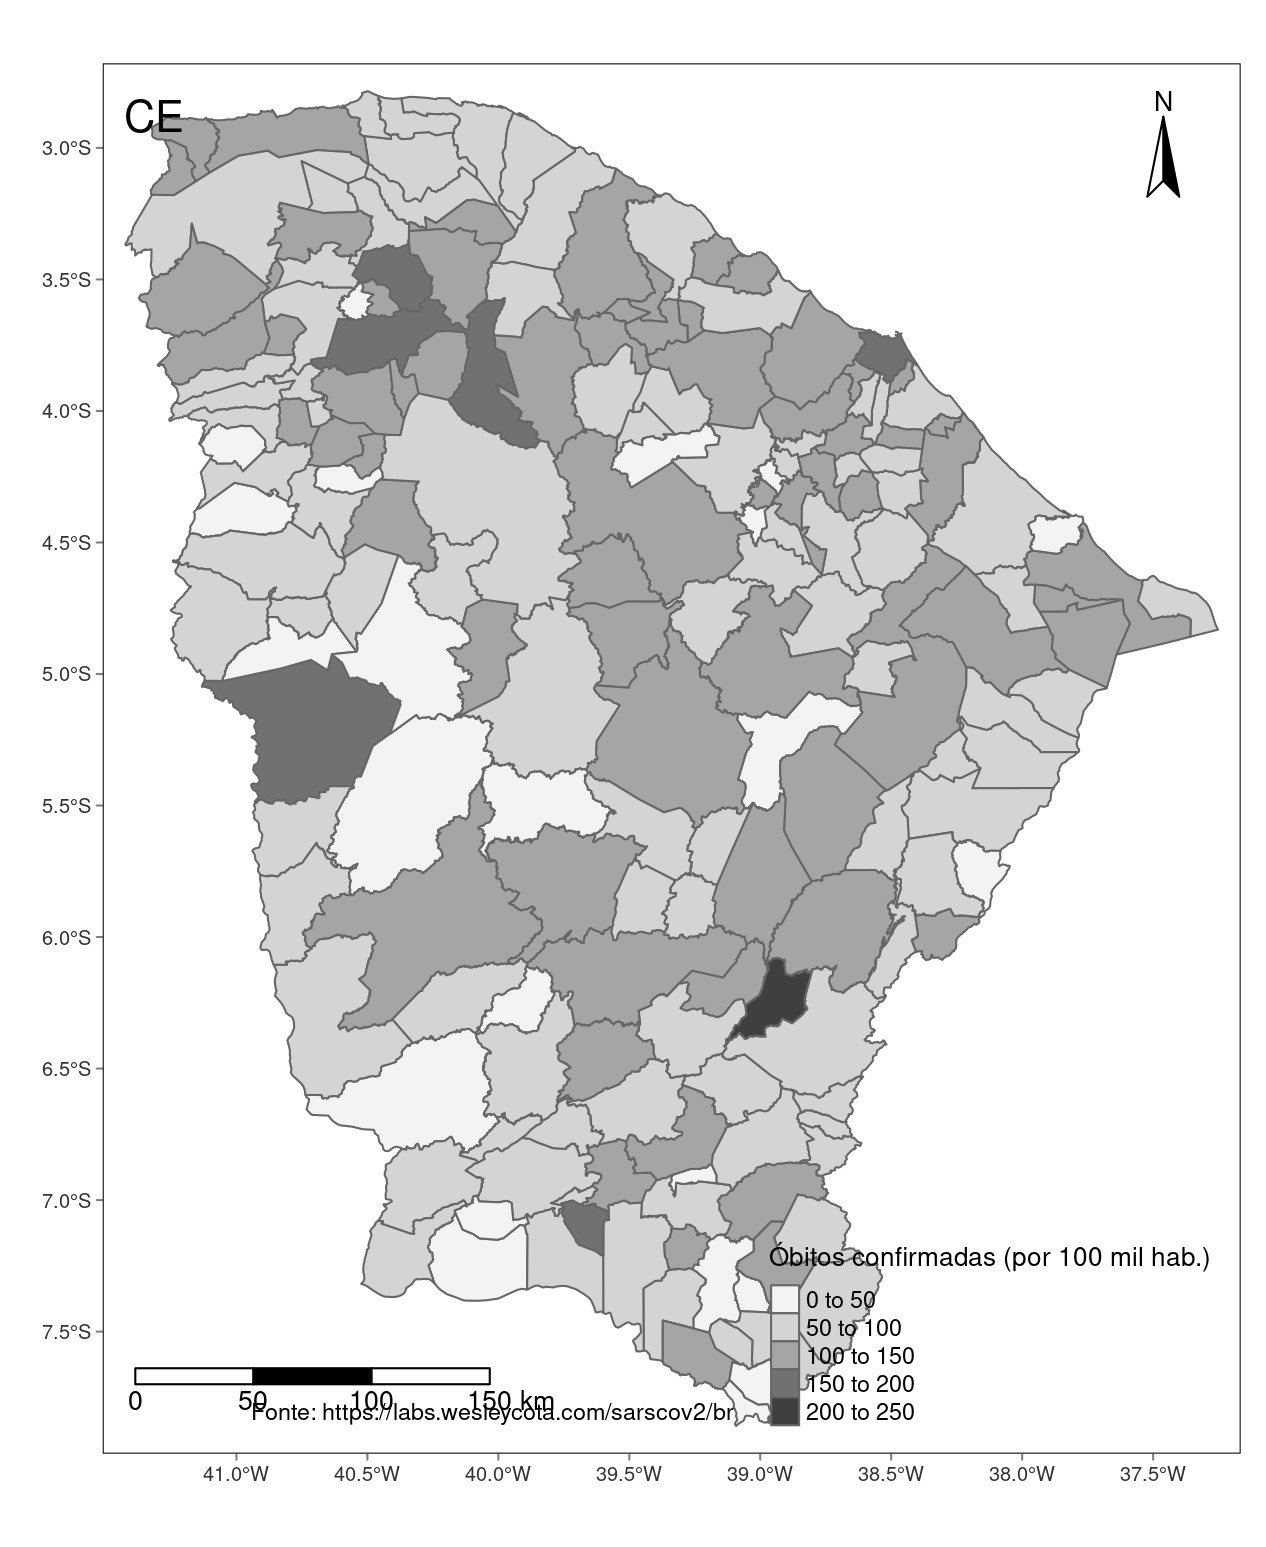 CE
N
3.0°S
3.5°S
4.0°S
4.5°S
5.0°S
5.5°S
6.0°S
6.5°S
7.0°S
7.5°S
Óbitos confirmadas (por 100 mil hab.)
0 to 50
50 to 100
100 to 150
150 to 200
200 to 250
0 50 100 150 km
Fonte: https://labs.wesleycota.com/sarscov2/br
41.0°W 40.5°W 40.0°W 39.5°W 39.0°W 38.5°W 38.0°W 37.5°W